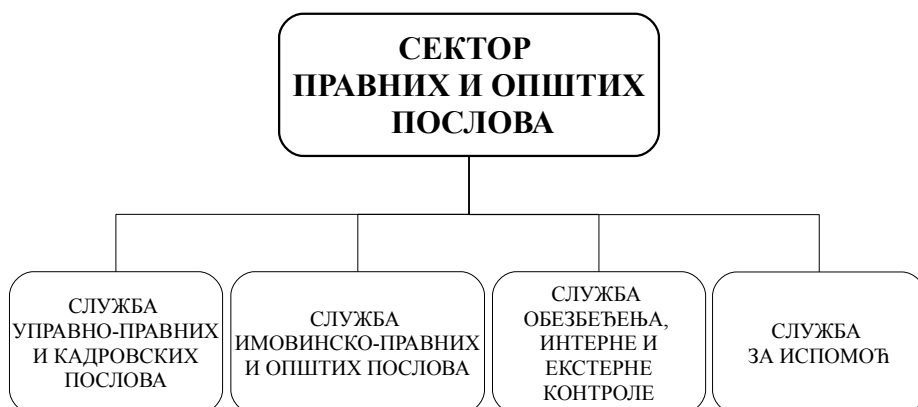 СЕКТОР
ПРАВНИХ И ОПШТИХ
ПОСЛОВА
СЛУЖБА
УПРАВНО-ПРАВНИХ
И КАДРОВСКИХ
ПОСЛОВА
СЛУЖБА
ИМОВИНСКО-ПРАВНИХ
И ОПШТИХ ПОСЛОВА
СЛУЖБА
ОБЕЗБЕЂЕЊА,
ИНТЕРНЕ И
ЕКСТЕРНЕ
КОНТРОЛЕ
СЛУЖБА
ЗА ИСПОМОЋ